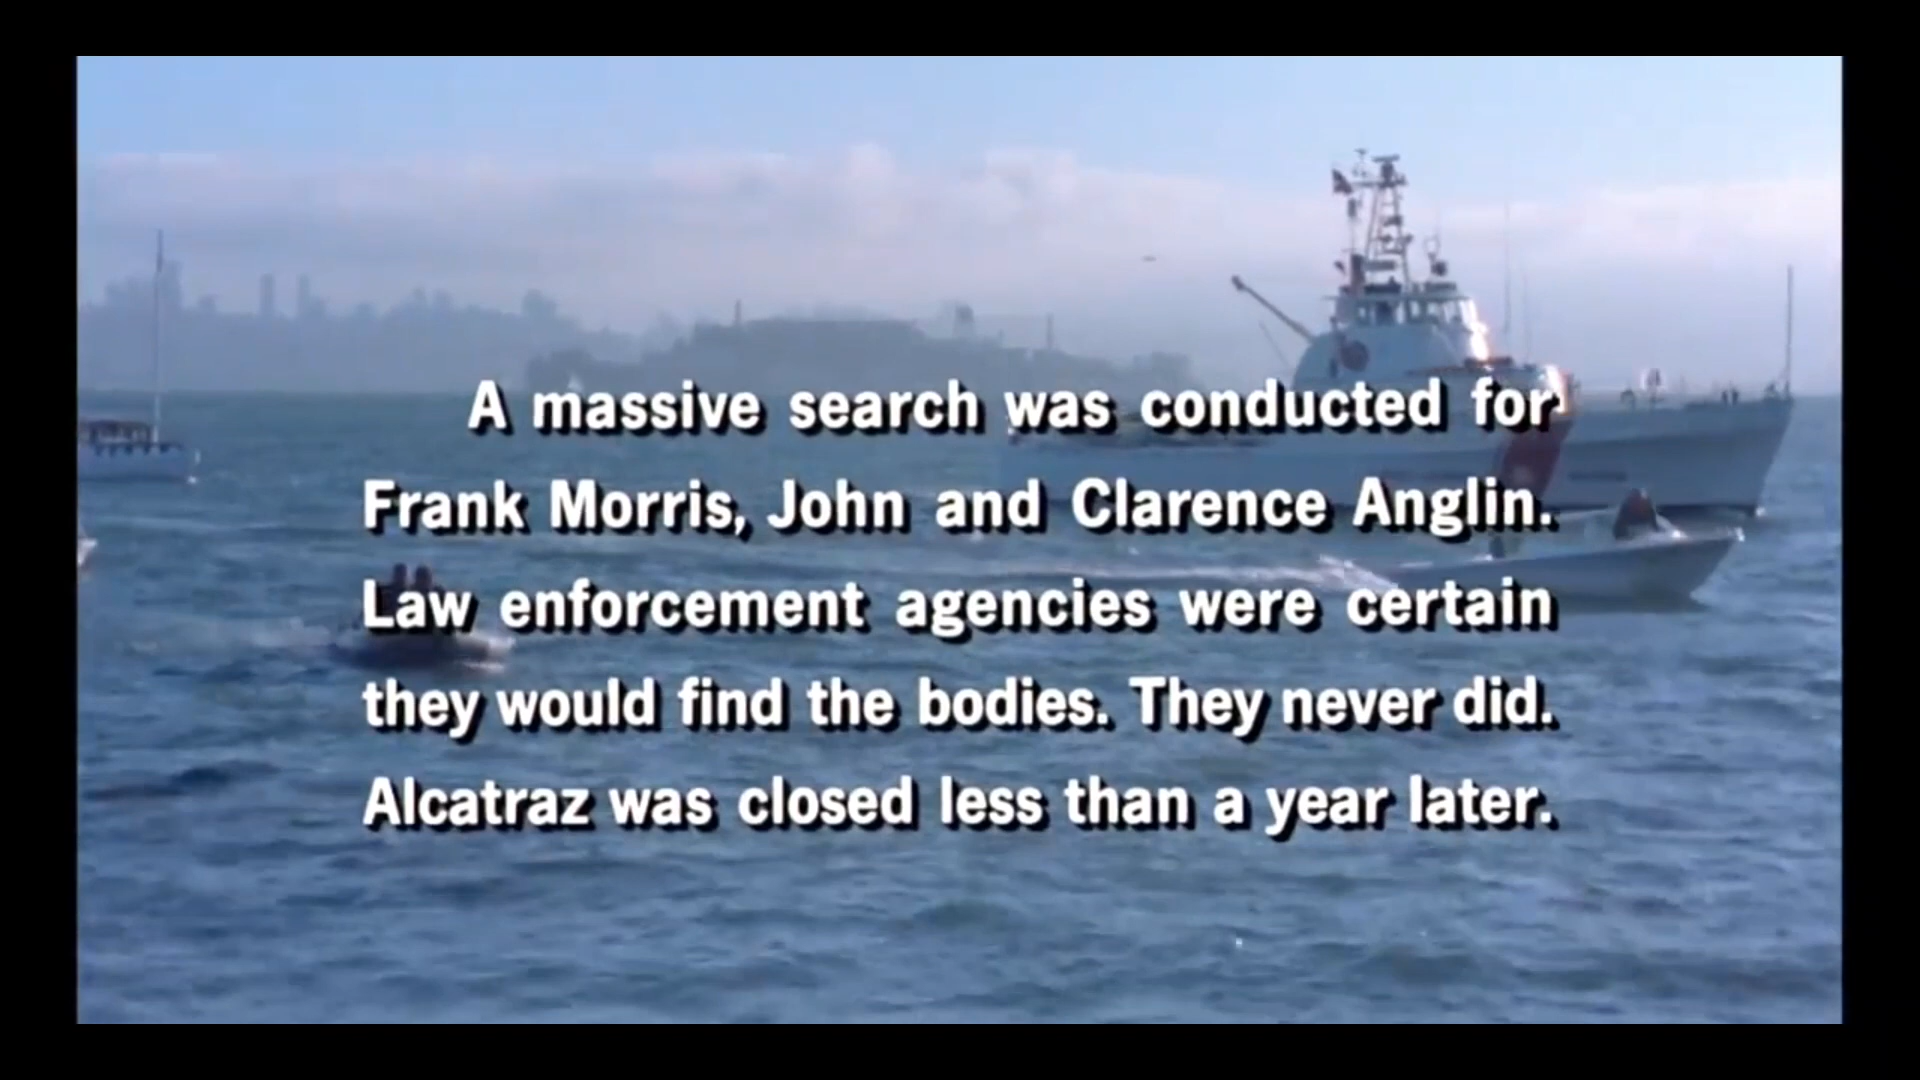 A massive search was conducted for
Frank Morris, John and Clarence Anglin.
Law enforcement agencies were certain
they would find the bodies. They never did.
Alcatraz was closed less than a year later.